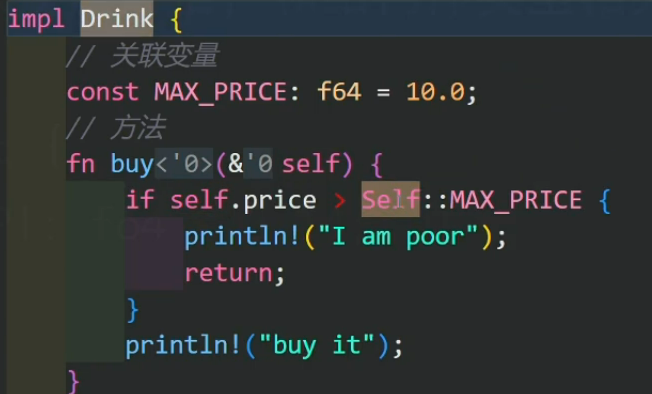 impl Drink {
// 关联变量
const MAX_PRICE: f64 = 10.0;
// 方法
fn buy<'0>(&'0 self) {
if self.price > Self::MAX_PRICE {
println!("I am poor");
return;
}
println!("buy it");
}